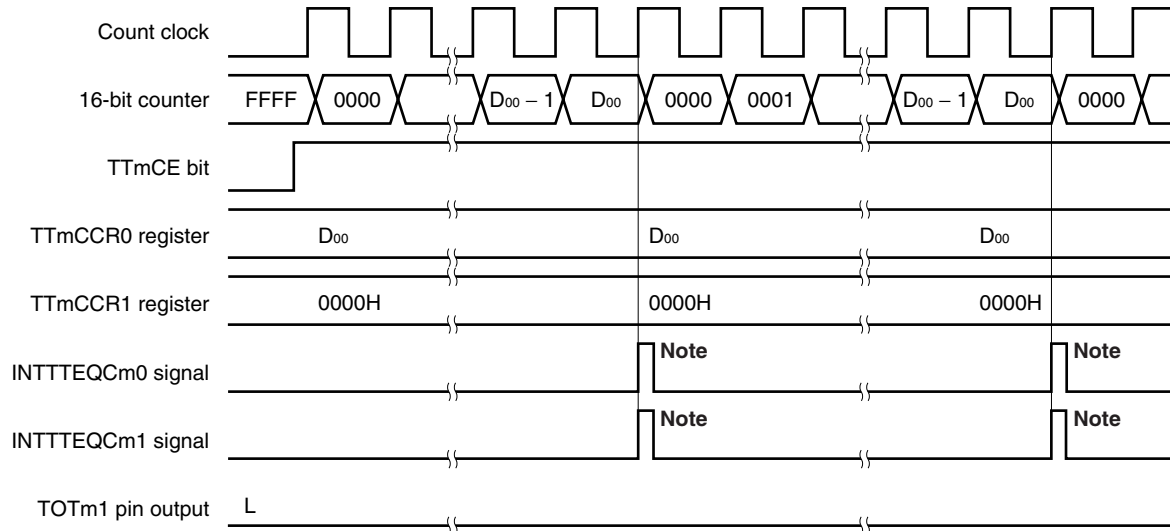 Count clock
16-bit counter FFFF 0000 D00 – 1 D00 0000 0001 D00 – 1 D00 0000
TTmCE bit
TTmCCR0 register D00 D00 D00
TTmCCR1 register 0000H 0000H 0000H
INTTTEQCm0 signal Note Note
INTTTEQCm1 signal Note Note
TOTm1 pin output L